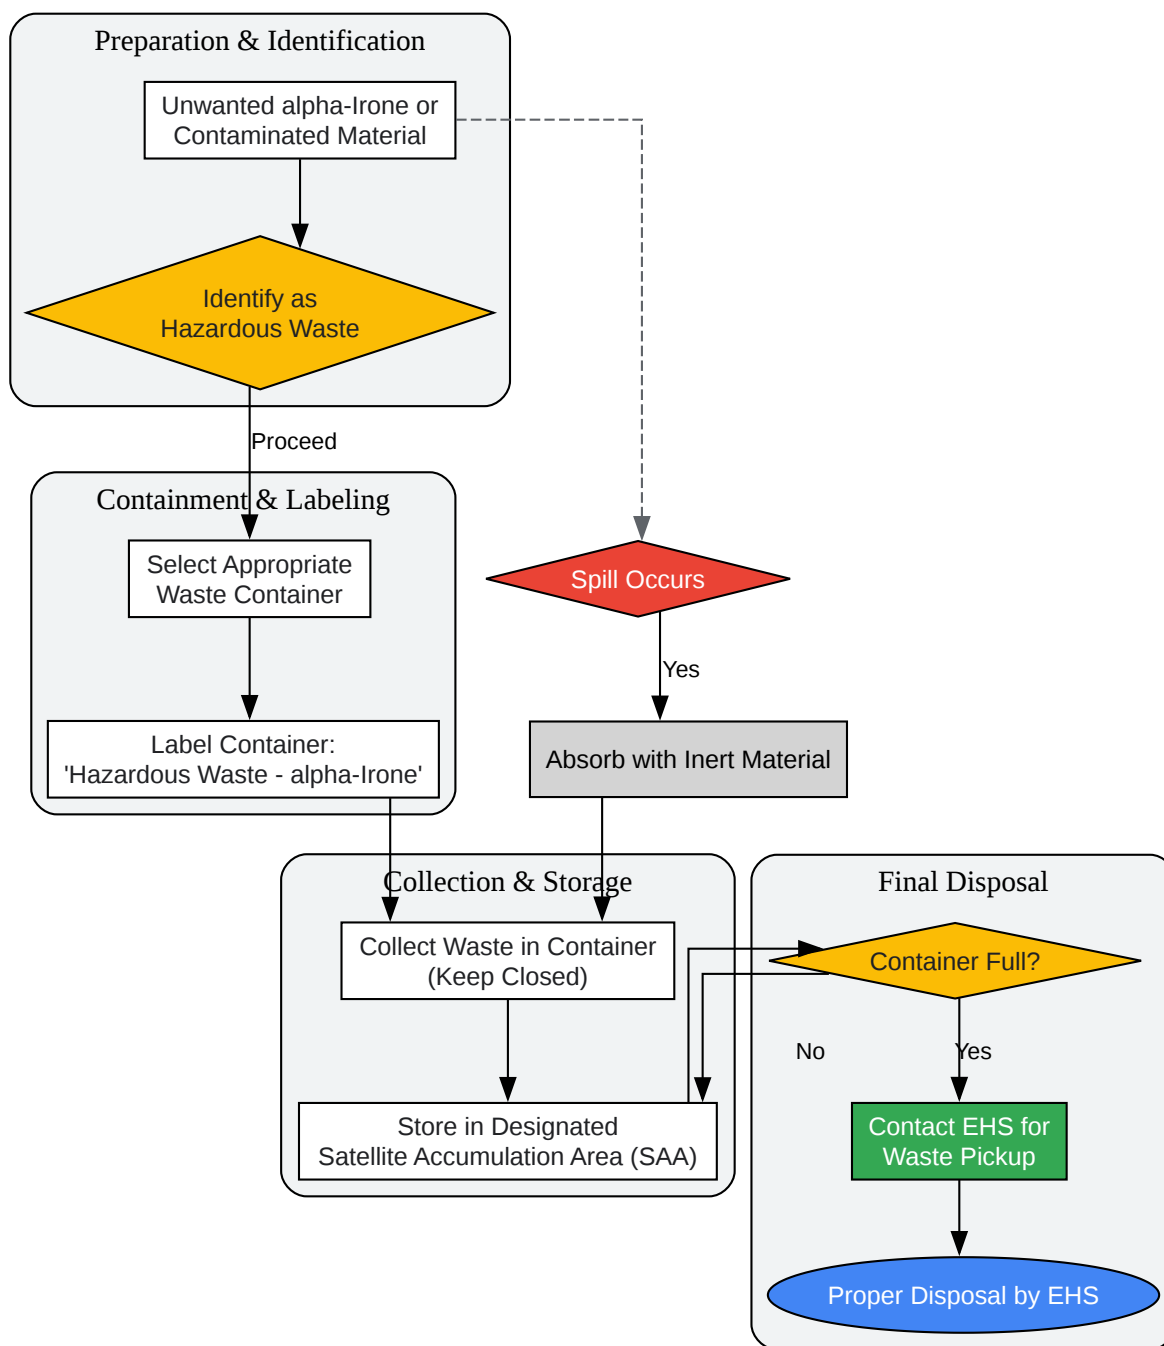 Preparation & Identification
Unwanted alpha-Irone or
Contaminated Material
Identify as
Hazardous Waste
Proceed
Containment & Labeling
Select Appropriate
Waste Container
Label Container:
'Hazardous Waste - alpha-Irone'
Spill Occurs
Yes
Absorb with Inert Material
Collection & Storage
Collect Waste in Container
(Keep Closed)
Store in Designated
Satellite Accumulation Area (SAA)
Final Disposal
Container Full?
No
Yes
Contact EHS for
Waste Pickup
Proper Disposal by EHS